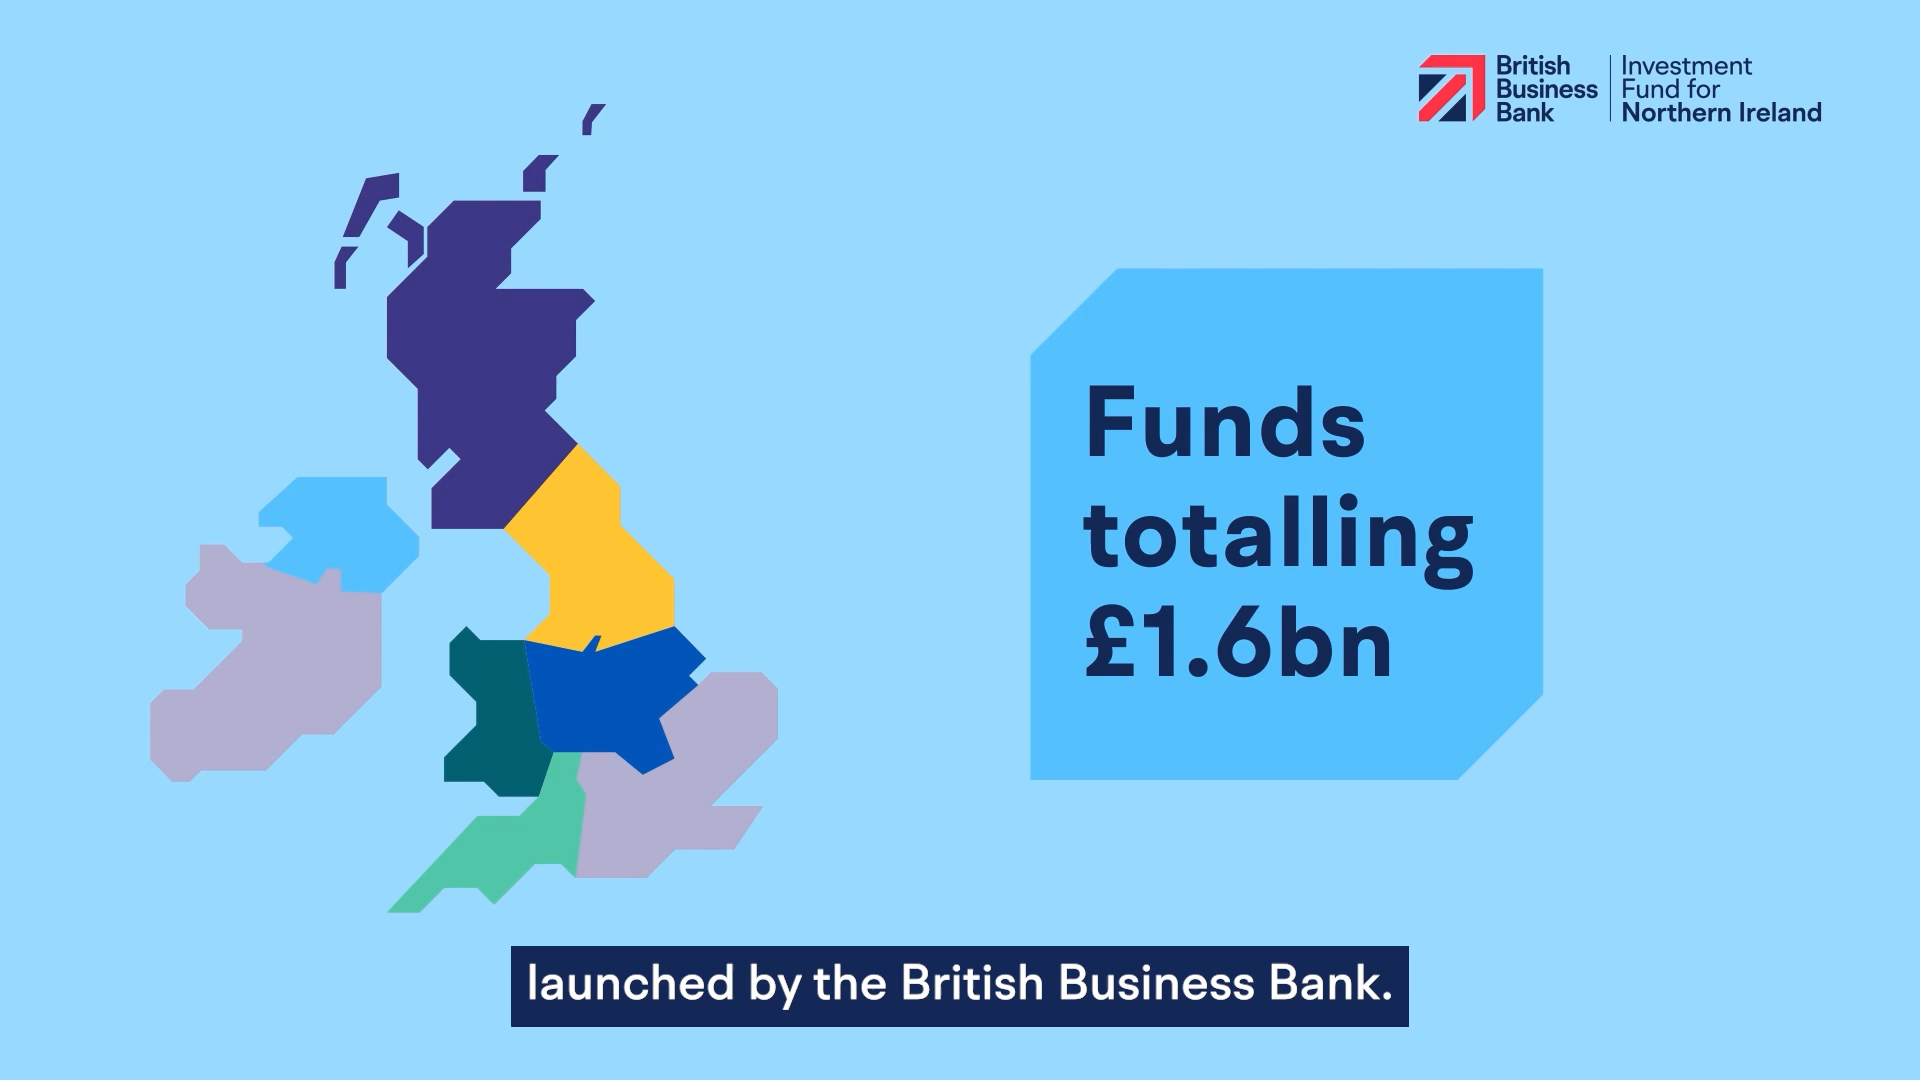 British
Business
Bank
Investment
Fund for
Northern Ireland
Funds
totalling
£1.6bn
launched by the British Business Bank.